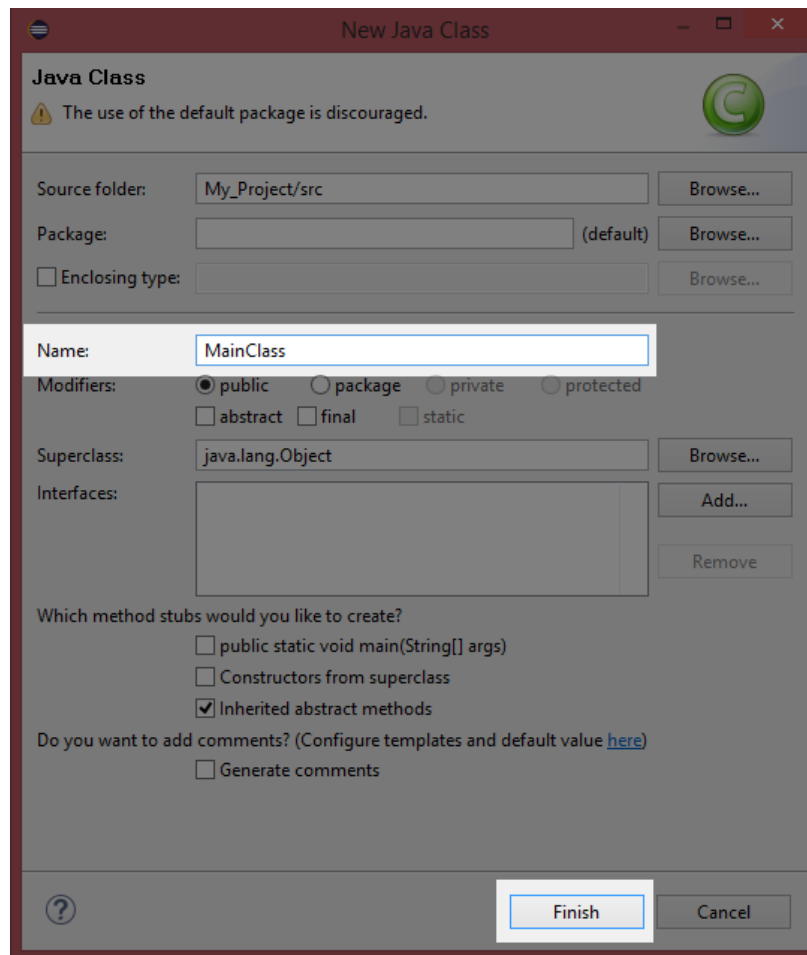 New Java Class
Java Class
The use of the default package is discouraged.
Source folder: My_Project/src Browse...
Package: (default) Browse...
Enclosing type: Browse...
Name: MainClass
Modifiers: public package private protected
abstract final static
Superclass: java.lang.Object Browse...
Interfaces: Add...
Remove
Which method stubs would you like to create?
public static void main(String[] args)
Constructors from superclass
Inherited abstract methods
Do you want to add comments? (Configure templates and default value here)
Generate comments
? Finish Cancel